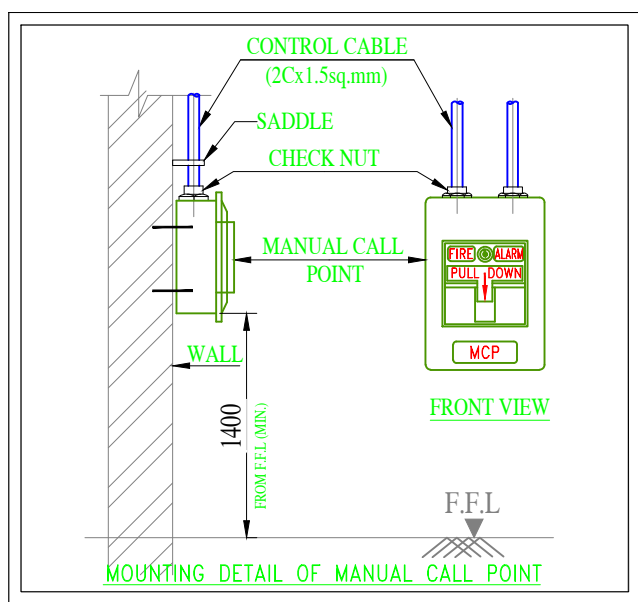 CONTROL CABLE
(2Cx1.5sq.mm)
SADDLE
CHECK NUT
FIRE ALARM
PULL DOWN
MANUAL CALL
POINT
MCP
WALL
1400
FROM F.F.L (MIN.)
FRONT VIEW
F.F.L
MOUNTING DETAIL OF MANUAL CALL POINT